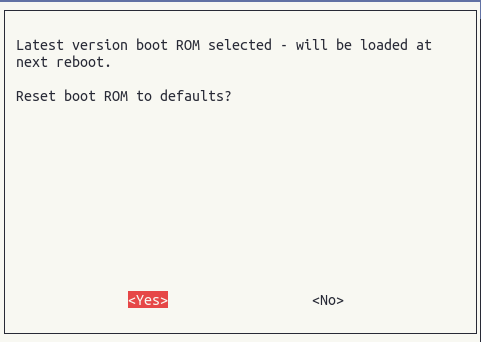 Latest version boot ROM selected - will be loaded at
next reboot.
Reset boot ROM to defaults?
<Yes> <No>